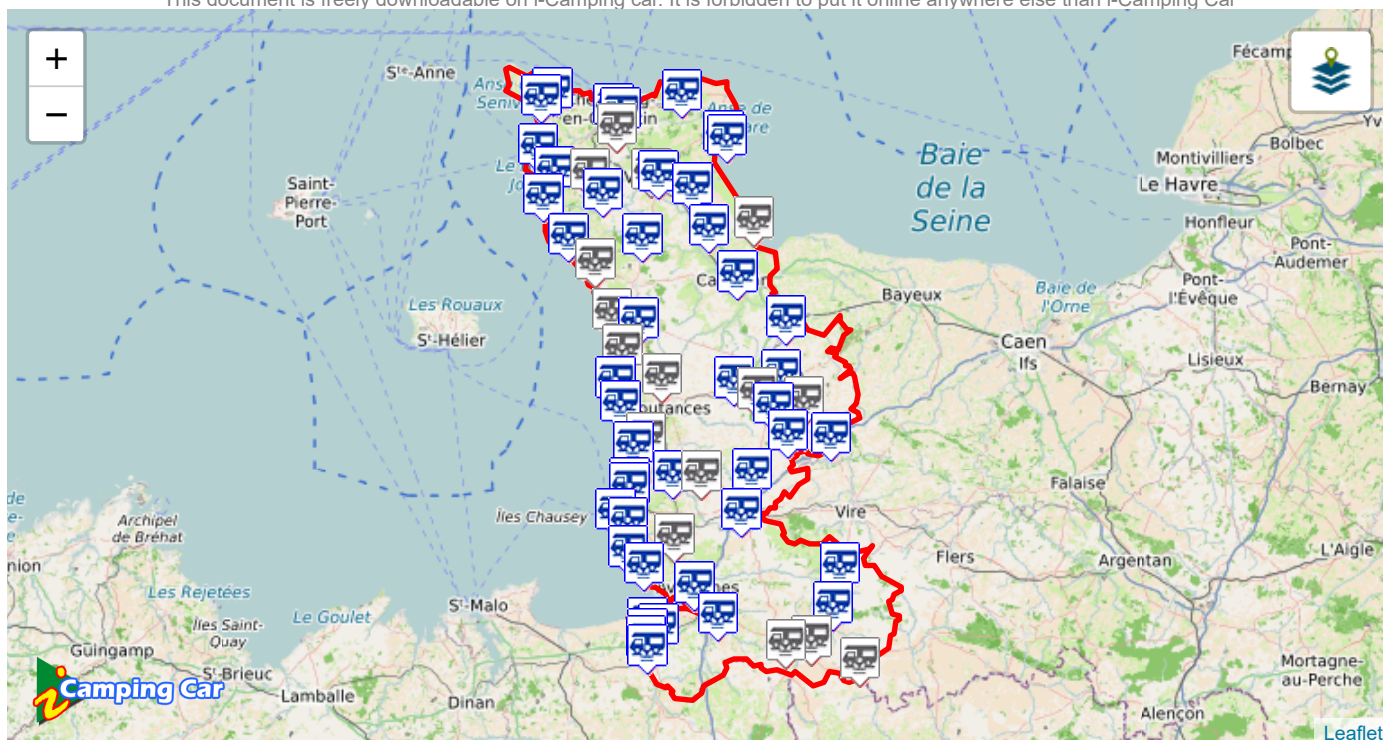 This document is freely downloadable on i-Camping car. It is forbidden to put it online anywhere else than i-Camping Car
+
−
Ste-Anne
Fécamp
Bolbec
Montivilliers
Le Havre
Honfleur
Pont-
Audemer
Pont-
l'Évêque
Baie
de la
Seine
Saint-
Pierre-
Port
en-C
Les Rouaux
St-Hélier
Bayeux
Baie de
l'Orne
Caen
Ifs
Lisieux
Bernay
outances
Falaise
Îles Chausey
Vire
Flers
Argentan
L'Aigle
Archipel
de Bréhat
Les Rejetées
Îles Saint-
Quay
Le Goulet
St-Malo
Güingamp
St-Brieuc
Lamballe
Dinan
Mortagne-
au-Perche
Alençon
i Camping Car
Leaflet